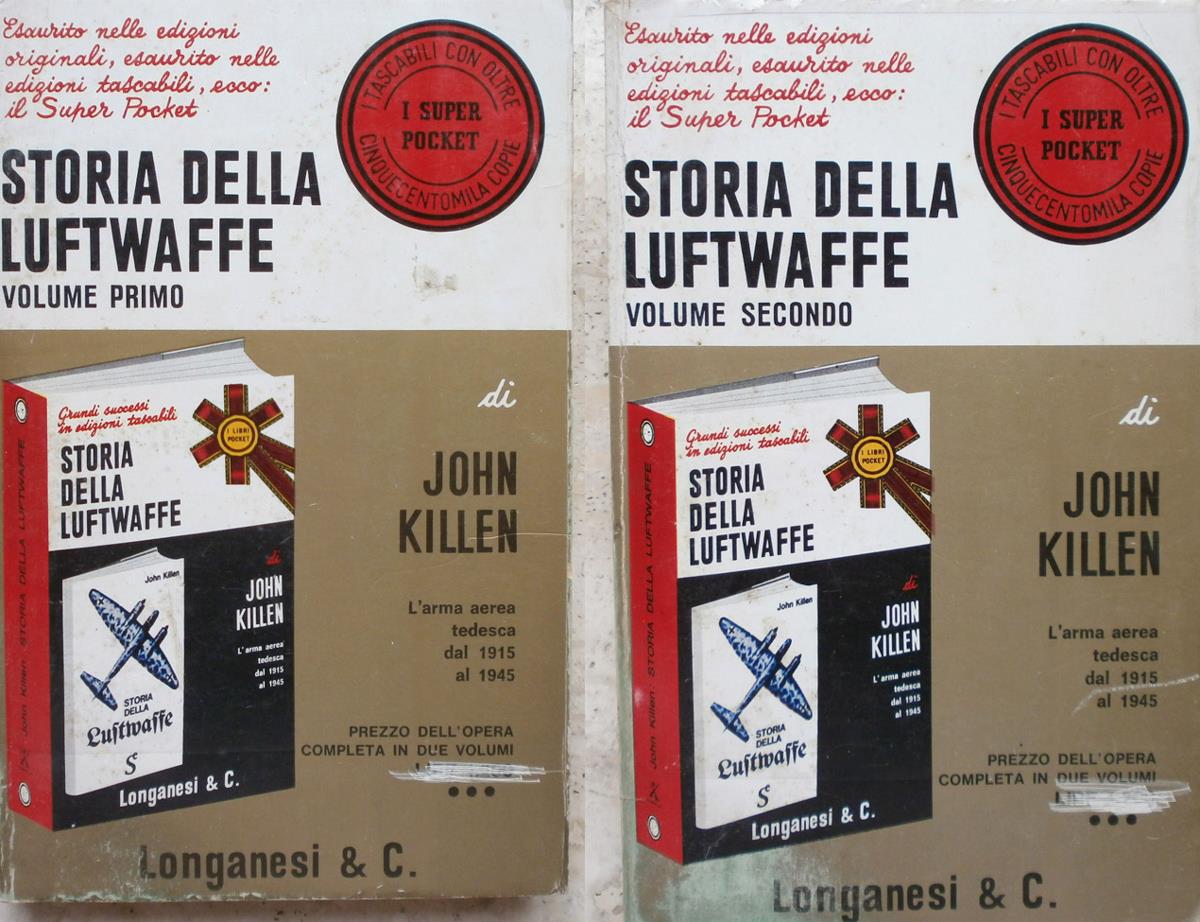 Esaurito nelle edizioni
originali, esaurito nelle
edizioni tascabili, ecco:
il Super Pocket
I TASCABILI CON OLTRE
I SUPER
POCKET
CINQUECENTOMILA COPIE
STORIA DELLA
LUFTWAFFE
VOLUME PRIMO
di
JOHN
KILLEN
L'arma aerea
tedesca
dal 1915
al 1945
PREZZO DELL'OPERA
COMPLETA IN DUE VOLUMI
John Killen: STORIA DELLA LUFTWAFFE
Grandi successi
in edizioni tascabili
I LIBRI
POCKET
STORIA
DELLA
LUFTWAFFE
di
JOHN
KILLEN
L'arma aerea
tedesca
dal 1915
al 1945
John Killen
STORIA
DELLA
Luftwaffe
S
Longanesi & C.
Longanesi & C.
Esaurito nelle edizioni
originali, esaurito nelle
edizioni tascabili, ecco:
il Super Pocket
I TASCABILI CON OLTRE
I SUPER
POCKET
CINQUECENTOMILA COPIE
STORIA DELLA
LUFTWAFFE
VOLUME SECONDO
di
JOHN
KILLEN
L'arma aerea
tedesca
dal 1915
al 1945
PREZZO DELL'OPERA
COMPLETA IN DUE VOLUMI
John Killen: STORIA DELLA LUFTWAFFE
Grandi successi
in edizioni tascabili
I LIBRI
POCKET
STORIA
DELLA
LUFTWAFFE
di
JOHN
KILLEN
L'arma aerea
tedesca
dal 1915
al 1945
John Killen
STORIA
DELLA
Luftwaffe
S
Longanesi & C.
Longanesi & C.